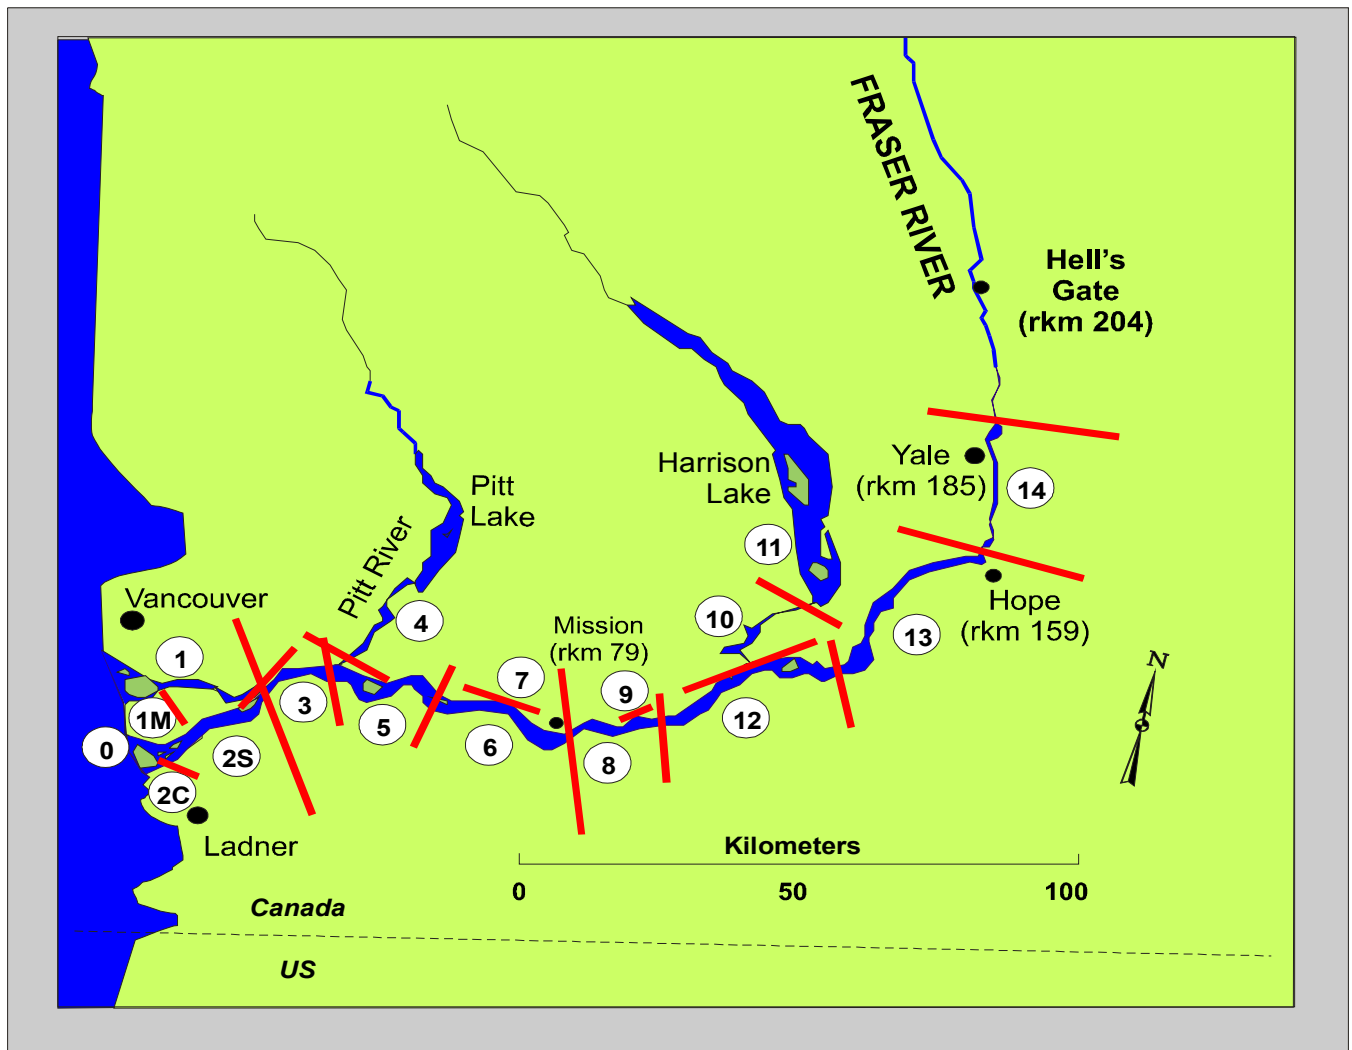 FRASER RIVER
Hell's
Gate
(rkm 204)
Harrison
Lake
Yale
(rkm 185)
14
Pitt
Lake
Pitt River
11
Vancouver
4
10
Mission
(rkm 79)
Hope
(rkm 159)
13
1
7
9
3
1M
5
12
0
2S
6
8
2C
Ladner
N
Kilometers
0
50
100
Canada
US